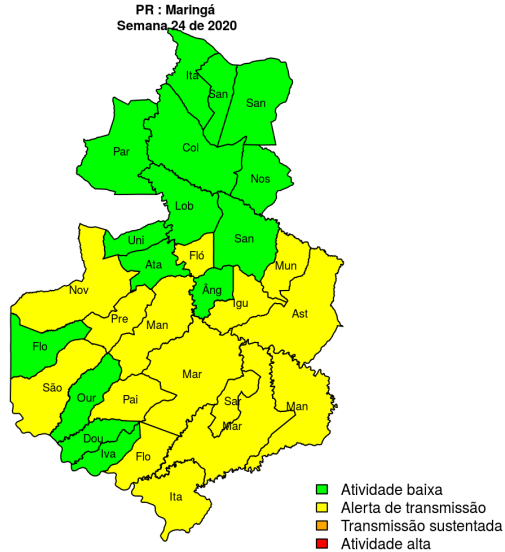 PR : Maringá
Semana 24 de 2020
Ita
San
San
Par
Col
Nos
Lob
Uni
San
Fló
Ata
Mun
Nov
Âng
Igu
Ast
Pre
Man
Flo
Mar
São
Our
Pai
Sar
Man
Mar
Dou
Iva
Flo
Ita
Atividade baixa
Alerta de transmissão
Transmissão sustentada
Atividade alta